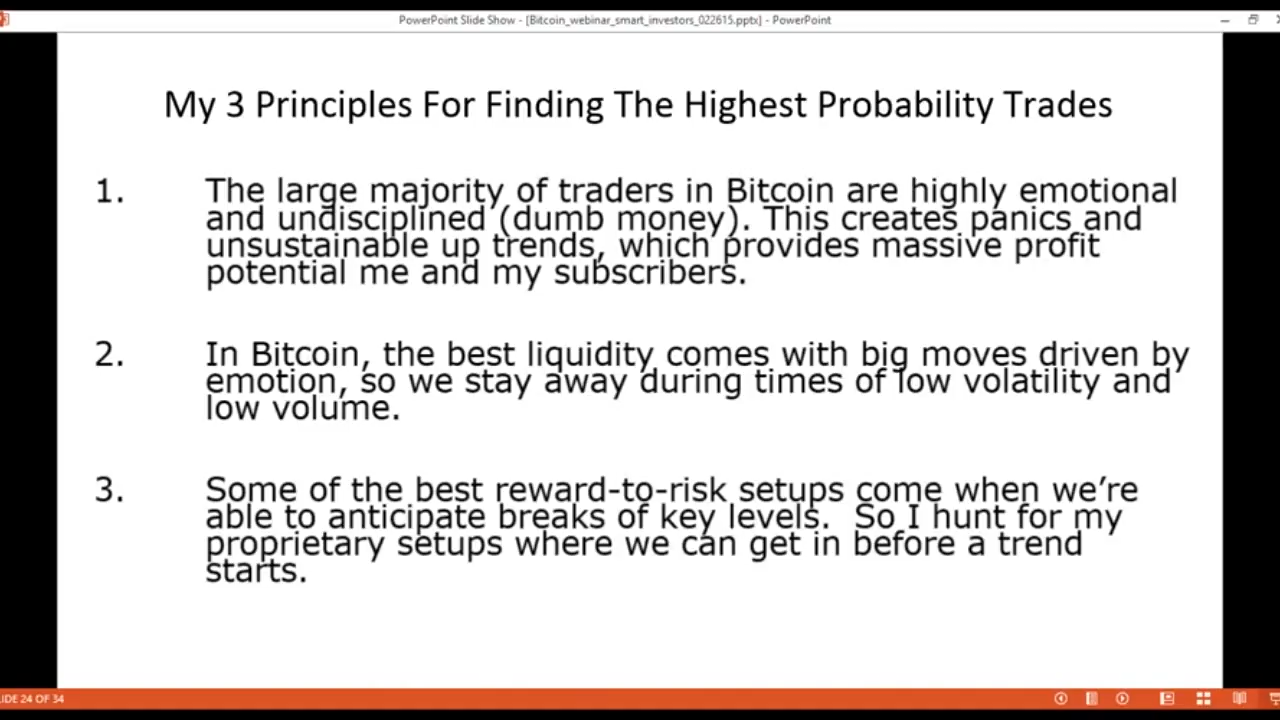 PowerPoint Slide Show - [Bitcoin_webinar_smart_investors_022615.pptx] - PowerPoint
My 3 Principles For Finding The Highest Probability Trades
1. The large majority of traders in Bitcoin are highly emotional
and undisciplined (dumb money). This creates panics and
unsustainable up trends, which provides massive profit
potential me and my subscribers.
2. In Bitcoin, the best liquidity comes with big moves driven by
emotion, so we stay away during times of low volatility and
low volume.
3. Some of the best reward-to-risk setups come when we’re
able to anticipate breaks of key levels.  So I hunt for my
proprietary setups where we can get in before a trend
starts.
LIDE 24 OF 34